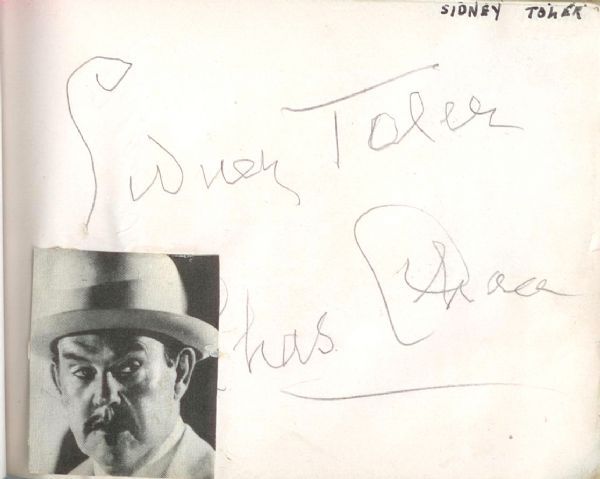 SIDNEY TOLER
Sidney Toler
Chas. Chan